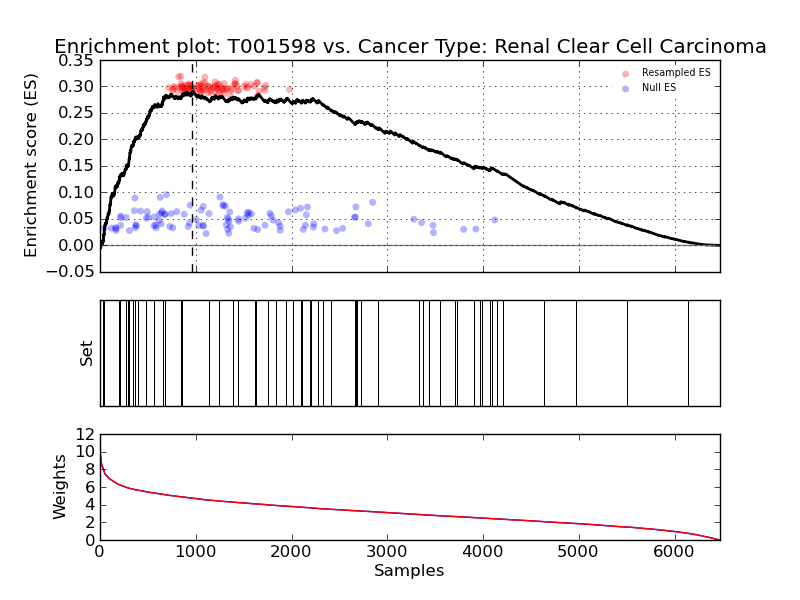 Enrichment plot: T001598 vs. Cancer Type: Renal Clear Cell Carcinoma
Enrichment score (ES)
0.35
0.30
0.25
0.20
0.15
0.10
0.05
0.00
−0.05
Resampled ES
Null ES
Set
Weights
12
10
8
6
4
2
0
0 1000 2000 3000 4000 5000 6000
Samples